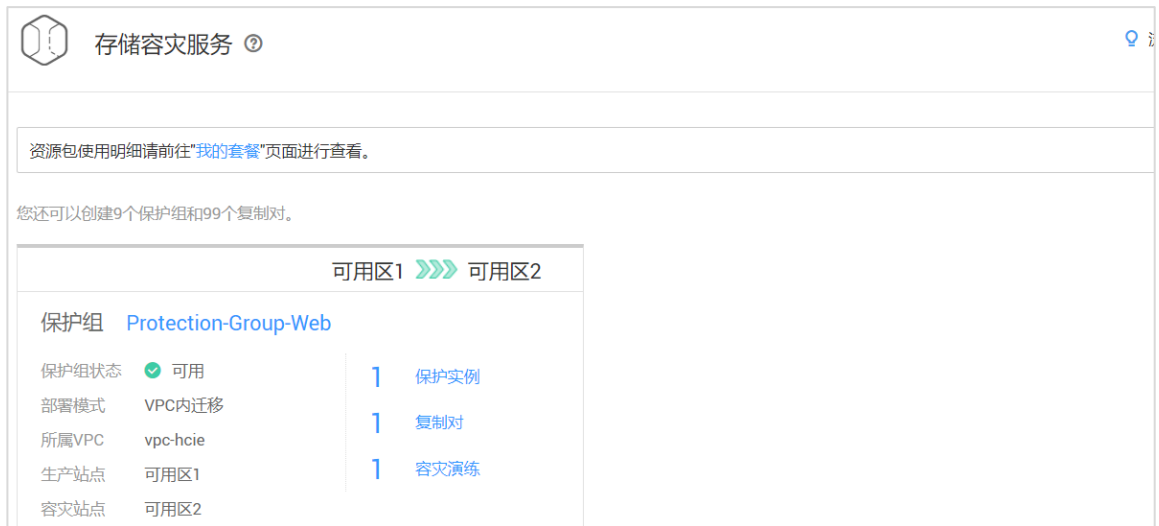 存储容灾服务
资源包使用明细请前往"我的套餐"页面进行查看。
您还可以创建9个保护组和99个复制对。
可用区1 可用区2
保护组 Protection-Group-Web
保护组状态 可用
1 保护实例
部署模式 VPC内迁移
1 复制对
所属VPC vpc-hcie
生产站点 可用区1
1 容灾演练
容灾站点 可用区2